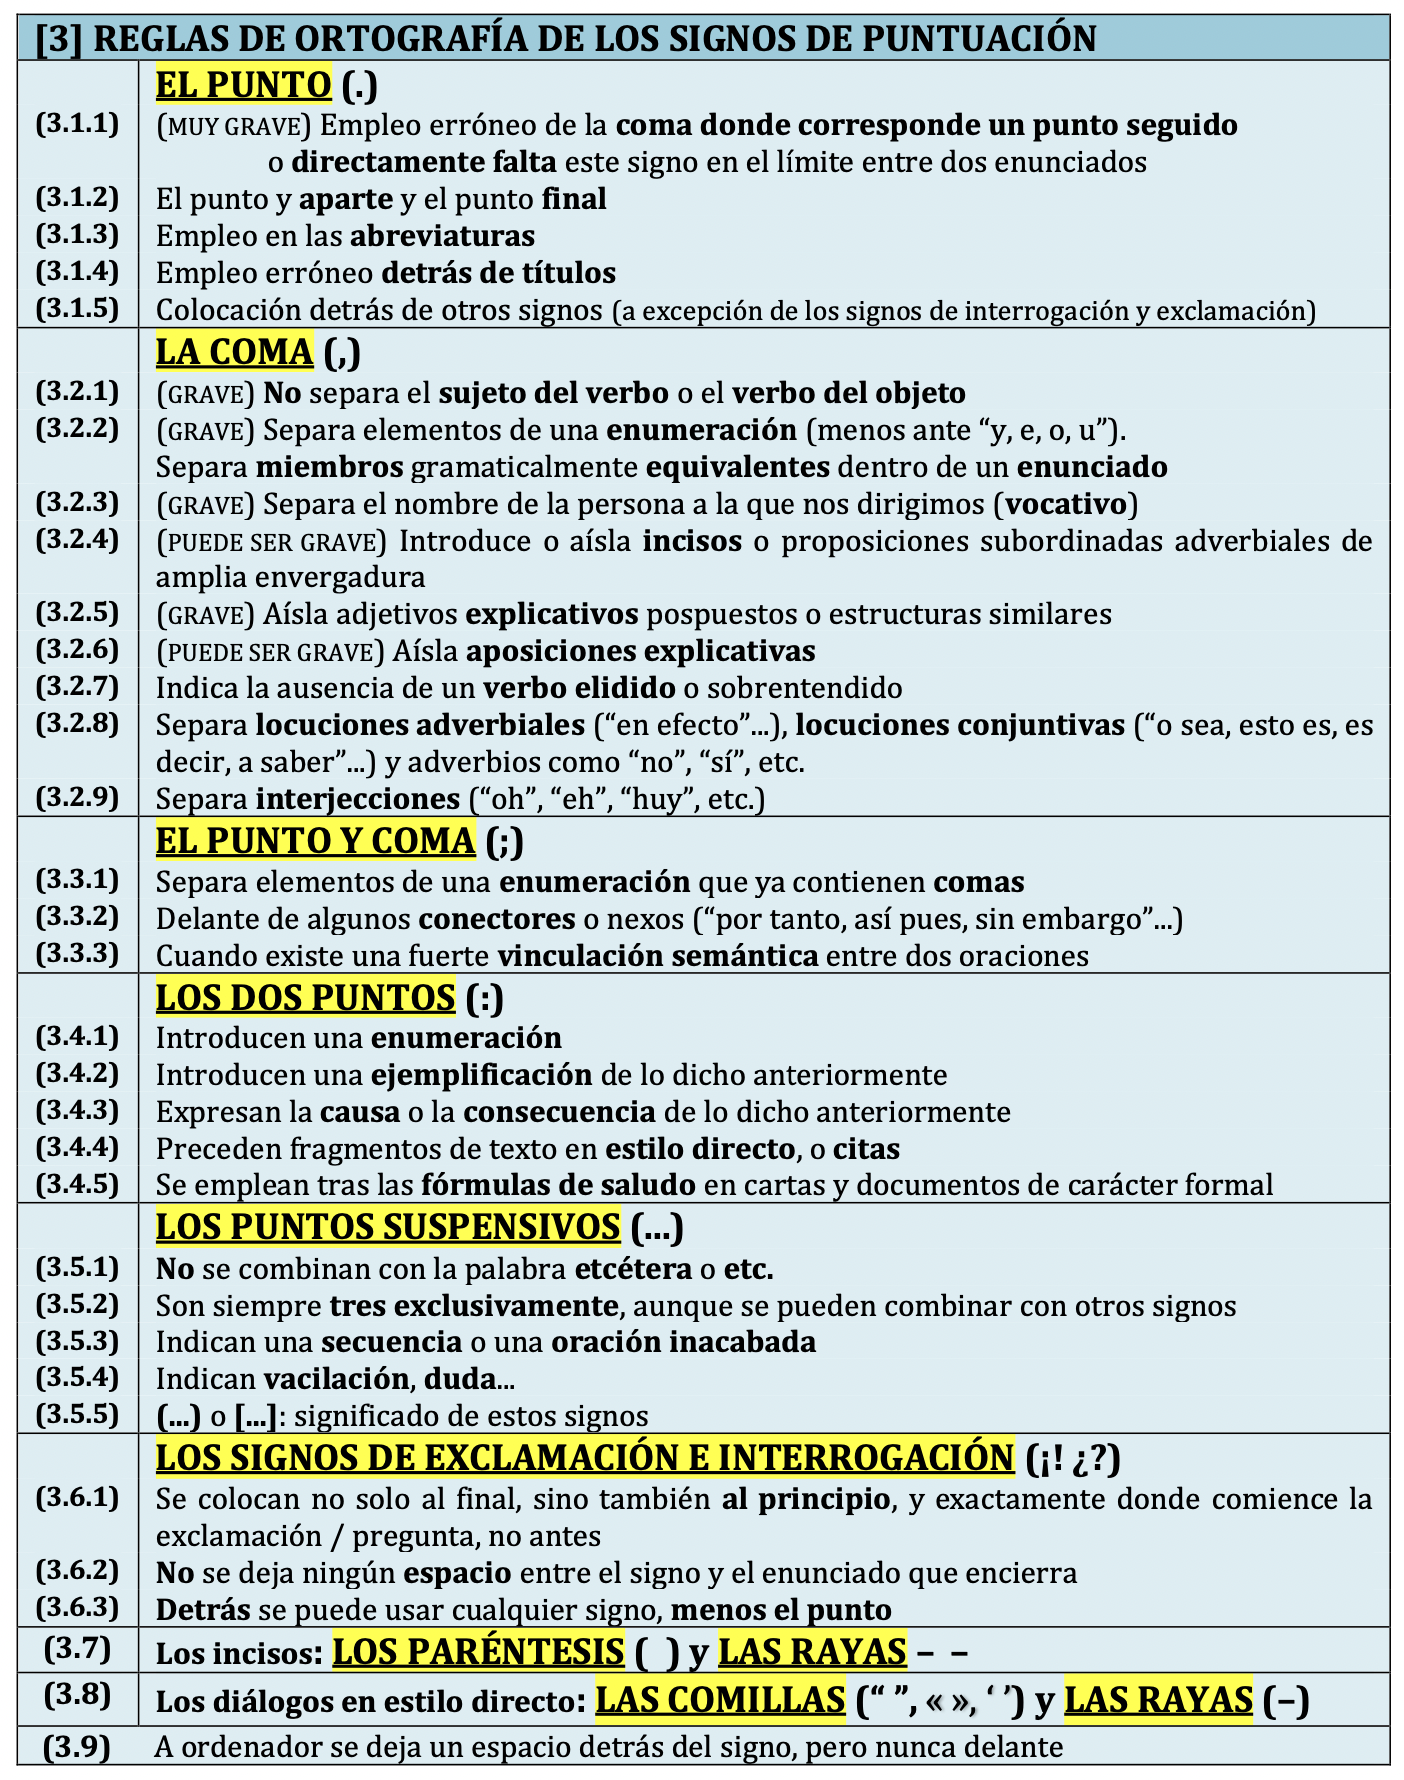 [3] REGLAS DE ORTOGRAFÍA DE LOS SIGNOS DE PUNTUACIÓN
EL PUNTO (.)
(3.1.1) (MUY GRAVE) Empleo erróneo de la coma donde corresponde un punto seguido
o directamente falta este signo en el límite entre dos enunciados
(3.1.2) El punto y aparte y el punto final
(3.1.3) Empleo en las abreviaturas
(3.1.4) Empleo erróneo detrás de títulos
(3.1.5) Colocación detrás de otros signos (a excepción de los signos de interrogación y exclamación)
LA COMA (,)
(3.2.1) (GRAVE) No separa el sujeto del verbo o el verbo del objeto
(3.2.2) (GRAVE) Separa elementos de una enumeración (menos ante “y, e, o, u”).
Separa miembros gramaticalmente equivalentes dentro de un enunciado
(3.2.3) (GRAVE) Separa el nombre de la persona a la que nos dirigimos (vocativo)
(3.2.4) (PUEDE SER GRAVE) Introduce o aísla incisos o proposiciones subordinadas adverbiales de
amplia envergadura
(3.2.5) (GRAVE) Aísla adjetivos explicativos pospuestos o estructuras similares
(3.2.6) (PUEDE SER GRAVE) Aísla aposiciones explicativas
(3.2.7) Indica la ausencia de un verbo elidido o sobrentendido
(3.2.8) Separa locuciones adverbiales (“en efecto”...), locuciones conjuntivas (“o sea, esto es, es
decir, a saber”...) y adverbios como “no”, “sí”, etc.
(3.2.9) Separa interjecciones (“oh”, “eh”, “huy”, etc.)
EL PUNTO Y COMA (;)
(3.3.1) Separa elementos de una enumeración que ya contienen comas
(3.3.2) Delante de algunos conectores o nexos (“por tanto, así pues, sin embargo”...)
(3.3.3) Cuando existe una fuerte vinculación semántica entre dos oraciones
LOS DOS PUNTOS (:)
(3.4.1) Introducen una enumeración
(3.4.2) Introducen una ejemplificación de lo dicho anteriormente
(3.4.3) Expresan la causa o la consecuencia de lo dicho anteriormente
(3.4.4) Preceden fragmentos de texto en estilo directo, o citas
(3.4.5) Se emplean tras las fórmulas de saludo en cartas y documentos de carácter formal
LOS PUNTOS SUSPENSIVOS (...)
(3.5.1) No se combinan con la palabra etcétera o etc.
(3.5.2) Son siempre tres exclusivamente, aunque se pueden combinar con otros signos
(3.5.3) Indican una secuencia o una oración inacabada
(3.5.4) Indican vacilación, duda...
(3.5.5) (...) o [...]: significado de estos signos
LOS SIGNOS DE EXCLAMACIÓN E INTERROGACIÓN (¡! ¿?)
(3.6.1) Se colocan no solo al final, sino también al principio, y exactamente donde comience la
exclamación / pregunta, no antes
(3.6.2) No se deja ningún espacio entre el signo y el enunciado que encierra
(3.6.3) Detrás se puede usar cualquier signo, menos el punto
(3.7) Los incisos: LOS PARÉNTESIS ( ) y LAS RAYAS – –
(3.8) Los diálogos en estilo directo: LAS COMILLAS (“ ”, « », ‘ ’) y LAS RAYAS (–)
(3.9) A ordenador se deja un espacio detrás del signo, pero nunca delante